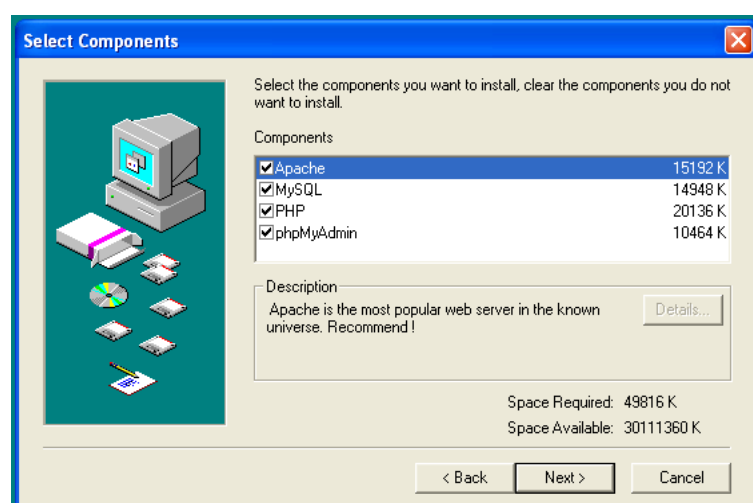 Select Components
Select the components you want to install, clear the components you do not
want to install.
Components
Apache 15192 K
MySQL 14948 K
PHP 20136 K
phpMyAdmin 10464 K
Description
Apache is the most popular web server in the known
universe. Recommend !
Details...
Space Required: 49816 K
Space Available: 30111360 K
< Back Next > Cancel